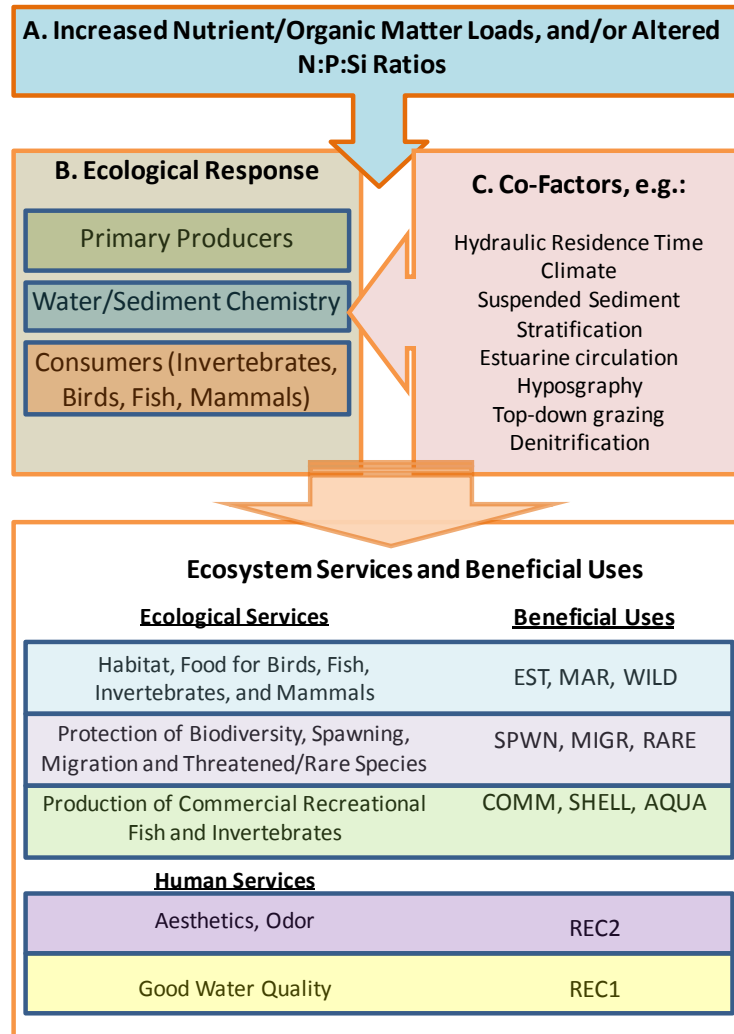 A. Increased Nutrient/Organic Matter Loads, and/or Altered
N:P:Si Ratios
B. Ecological Response
Primary Producers
Water/Sediment Chemistry
Consumers (Invertebrates,
Birds, Fish, Mammals)
C. Co-Factors, e.g.:
Hydraulic Residence Time
Climate
Suspended Sediment
Stratification
Estuarine circulation
Hyposgraphy
Top-down grazing
Denitrification
Ecosystem Services and Beneficial Uses
Ecological Services
Beneficial Uses
Habitat, Food for Birds, Fish,
Invertebrates, and Mammals
EST, MAR, WILD
Protection of Biodiversity, Spawning,
Migration and Threatened/Rare Species
SPWN, MIGR, RARE
Production of Commercial Recreational
Fish and Invertebrates
COMM, SHELL, AQUA
Human Services
Aesthetics, Odor
REC2
Good Water Quality
REC1